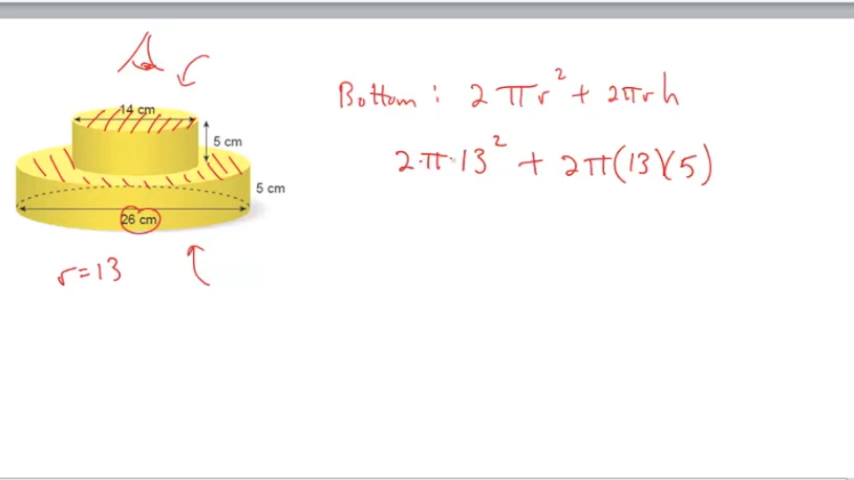 14 cm
5 cm
5 cm
26 cm
r=13
Bottom: 2πr² + 2πrh
2·π·13² + 2π(13)(5)